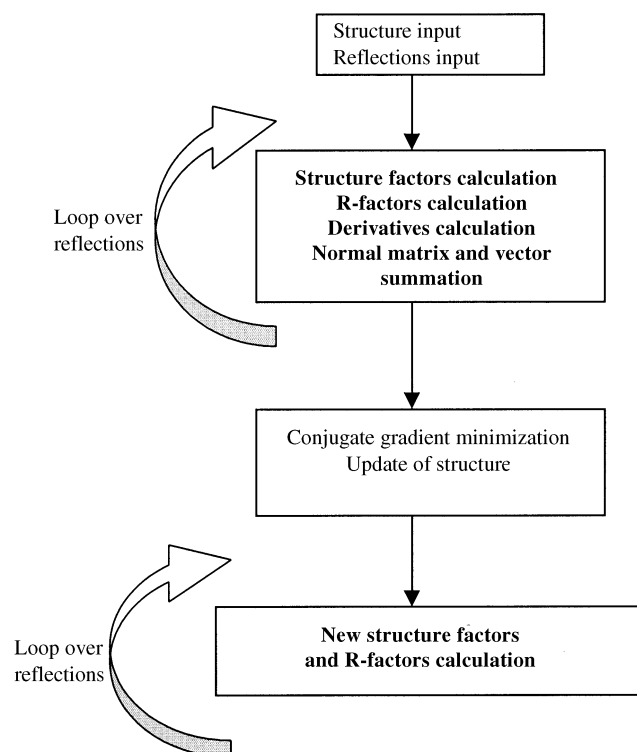 Structure input
Reflections input
Structure factors calculation
R-factors calculation
Derivatives calculation
Normal matrix and vector
summation
Loop over
reflections
Conjugate gradient minimization
Update of structure
New structure factors
and R-factors calculation
Loop over
reflections